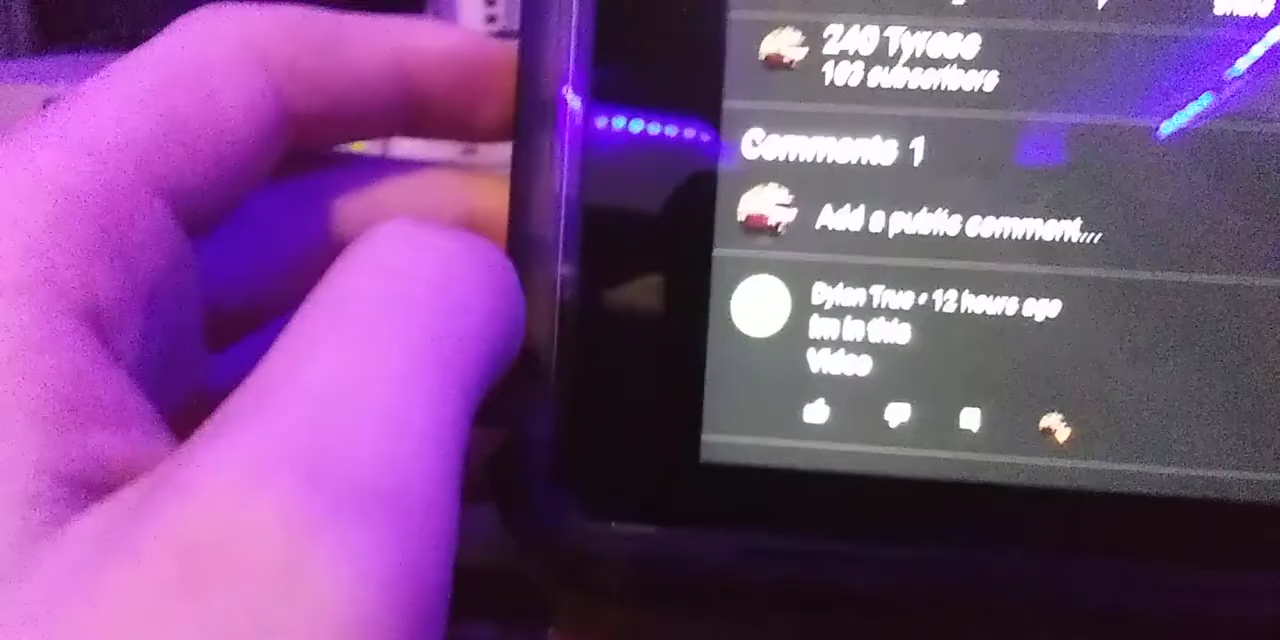 240 Tyrese
103 subscribers
Comments 1
Add a public comment...
Dylan True • 12 hours ago
Im in this
Video